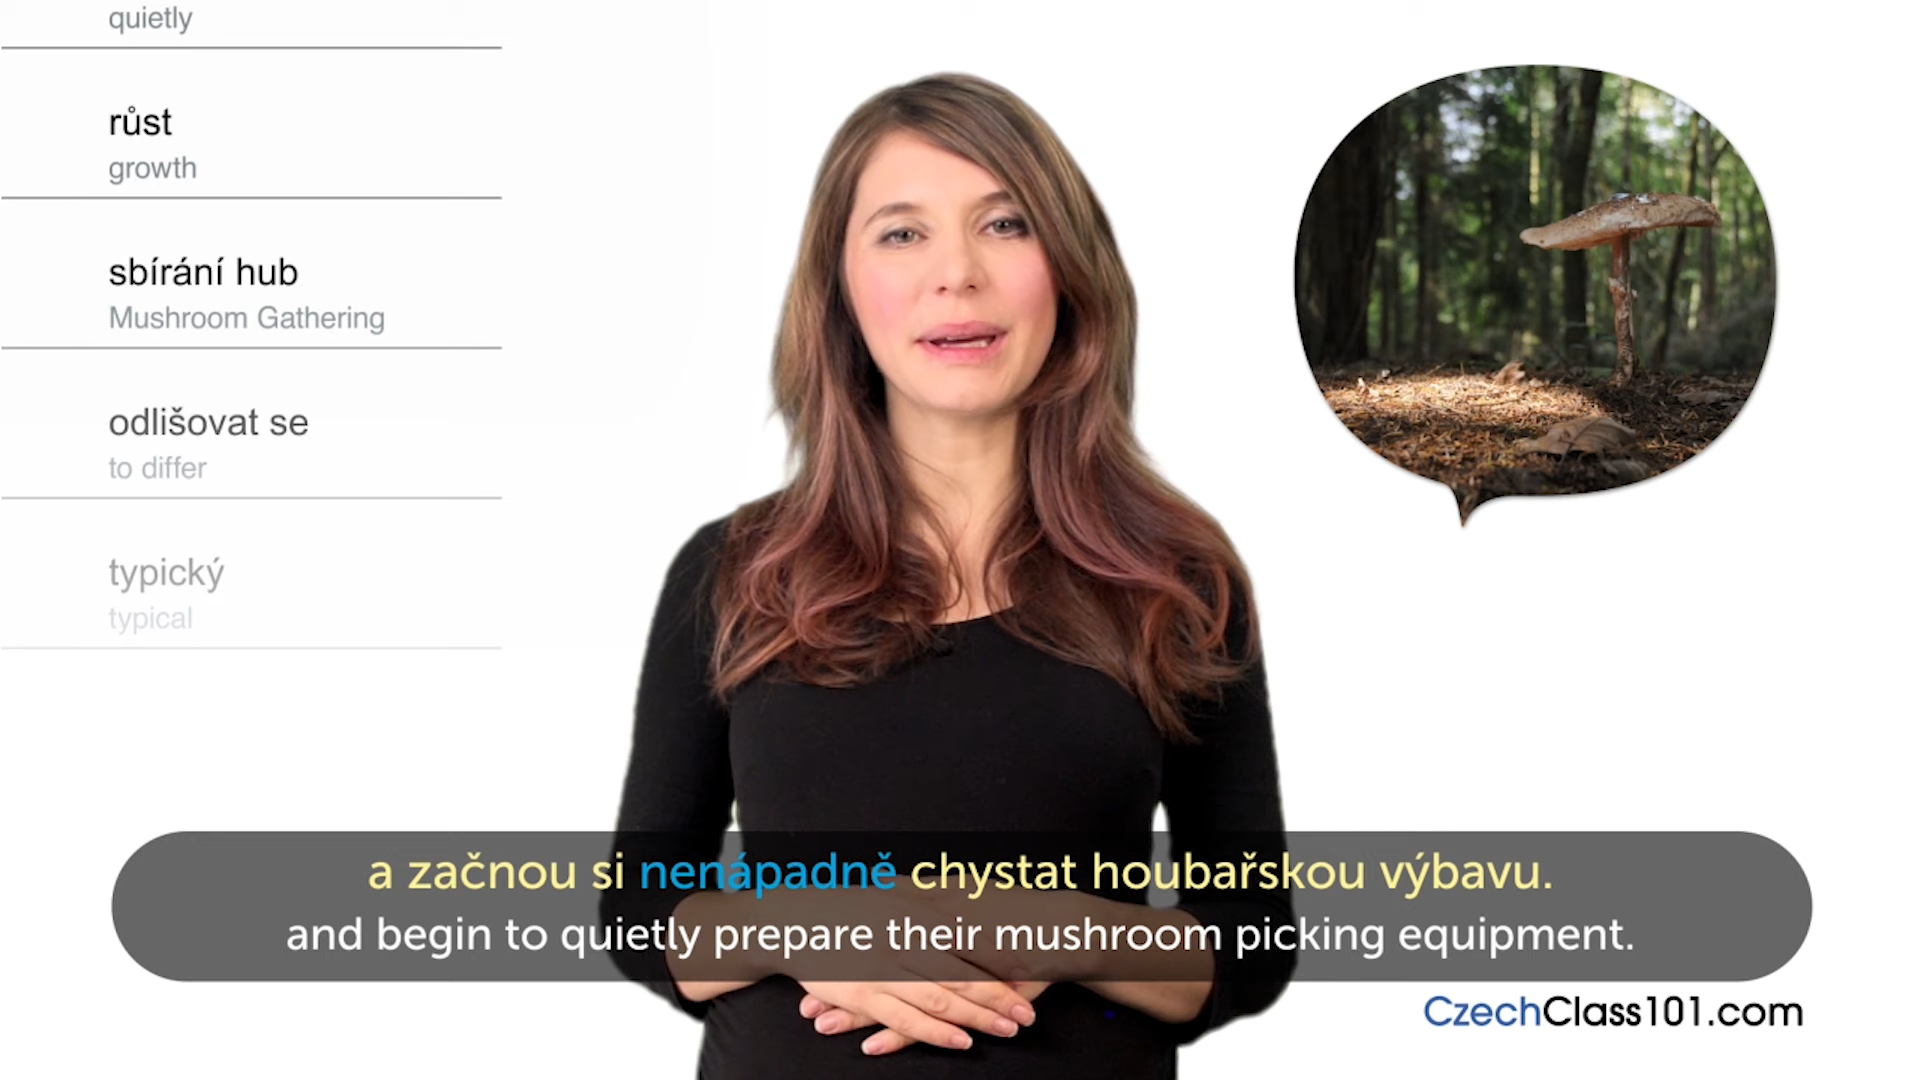 quietly
růst
growth
sbírání hub
Mushroom Gathering
odlišovat se
to differ
typický
typical
a začnou si nenápadně chystat houbařskou výbavu.
and begin to quietly prepare their mushroom picking equipment.
CzechClass101.com